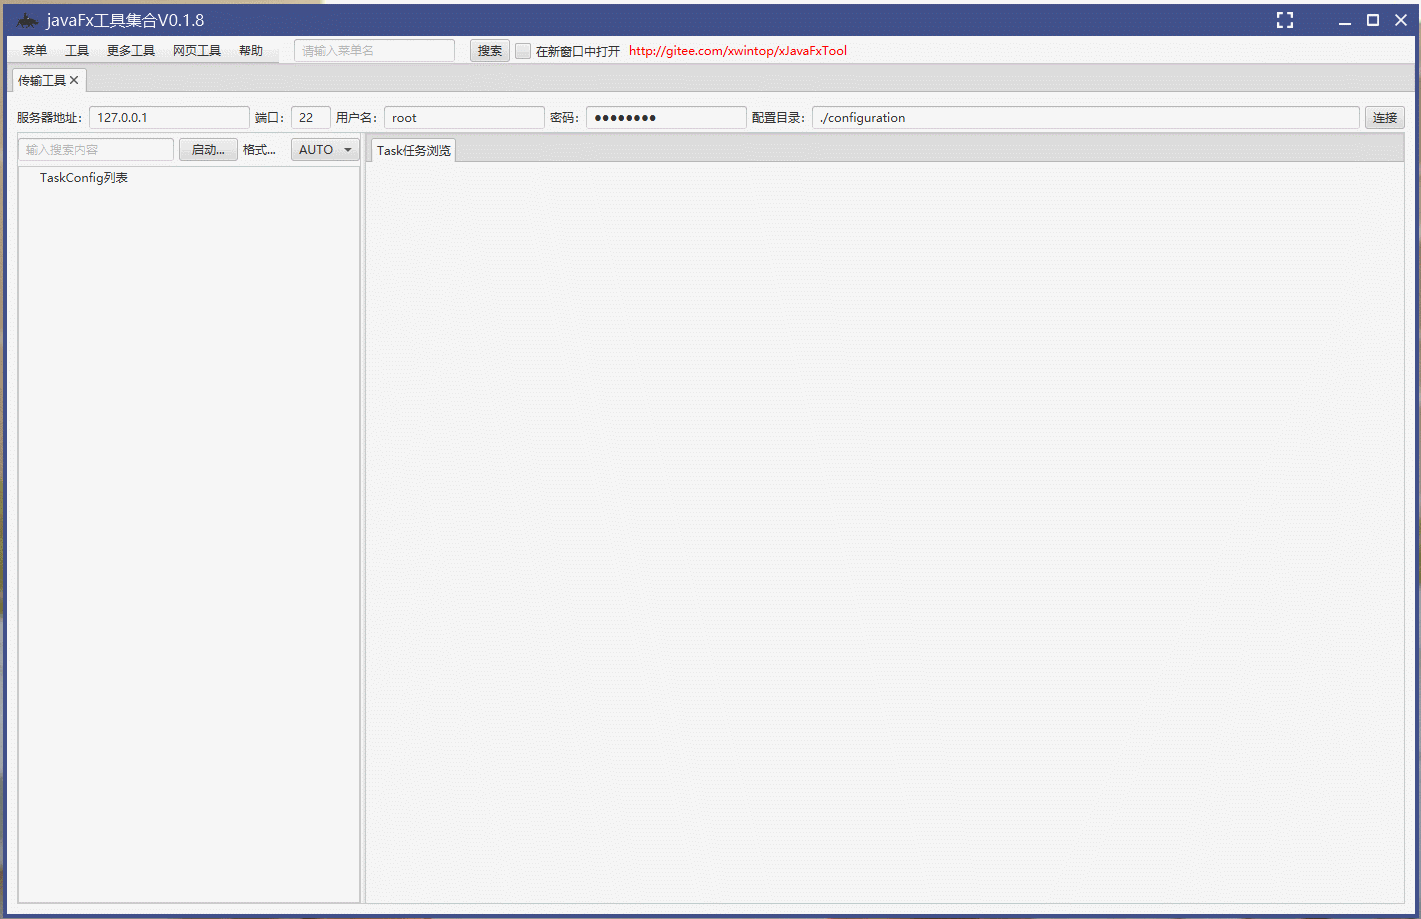 javaFx工具集合V0.1.8
菜单 工具 更多工具 网页工具 帮助 请输入菜单名 搜索 在新窗口中打开 http://gitee.com/xwintop/xJavaFxTool
传输工具
服务器地址: 127.0.0.1 端口: 22 用户名: root 密码: ●●●●●●●● 配置目录: ./configuration 连接
输入搜索内容 启动... 格式... AUTO Task任务浏览
TaskConfig列表